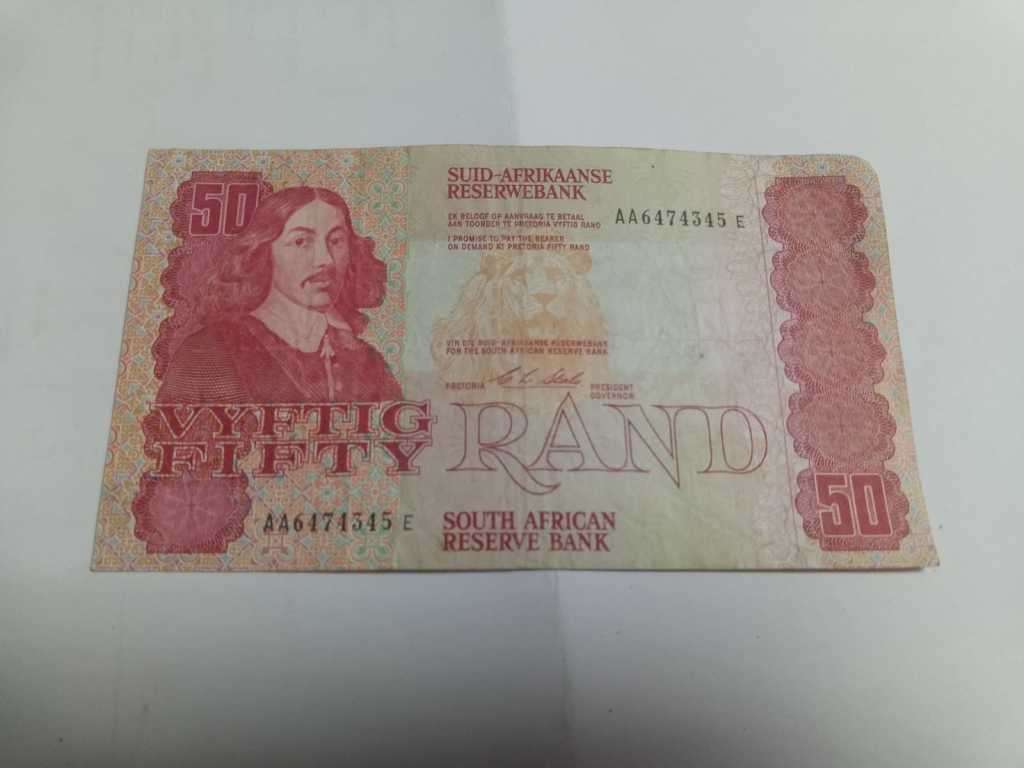 50
SUID-AFRIKAANSE
RESERWEBANK
EK BELOOF OP AANVRAAG TE BETAAL
AAN TOONDER TE PRETORIA VYFTIG RAND
I PROMISE TO PAY THE BEARER
ON DEMAND AT PRETORIA FIFTY RAND
AA6474345 E
VIR DIE SUID-AFRIKAANSE RESERWEBANK
FOR THE SOUTH AFRICAN RESERVE BANK
PRETORIA
PRESIDENT
GOVERNOR
VYFTIG
FIFTY
RAND
50
AA6474345 E
SOUTH AFRICAN
RESERVE BANK